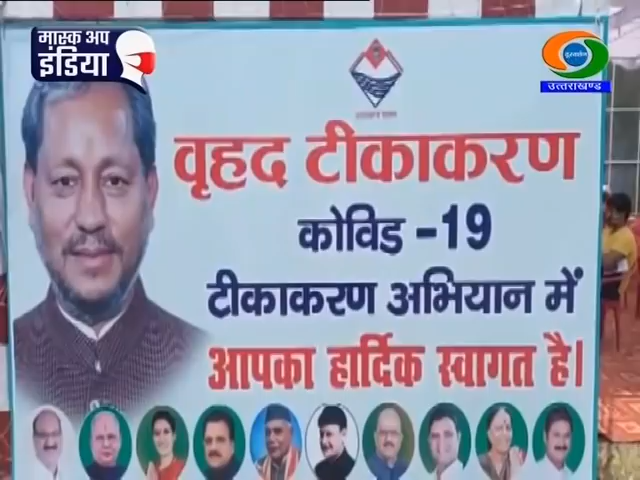 मास्क अप
इंडिया
उत्तराखण्ड
वृहद टीकाकरण
कोविड -19
टीकाकरण अभियान में
आपका हार्दिक स्वागत है।